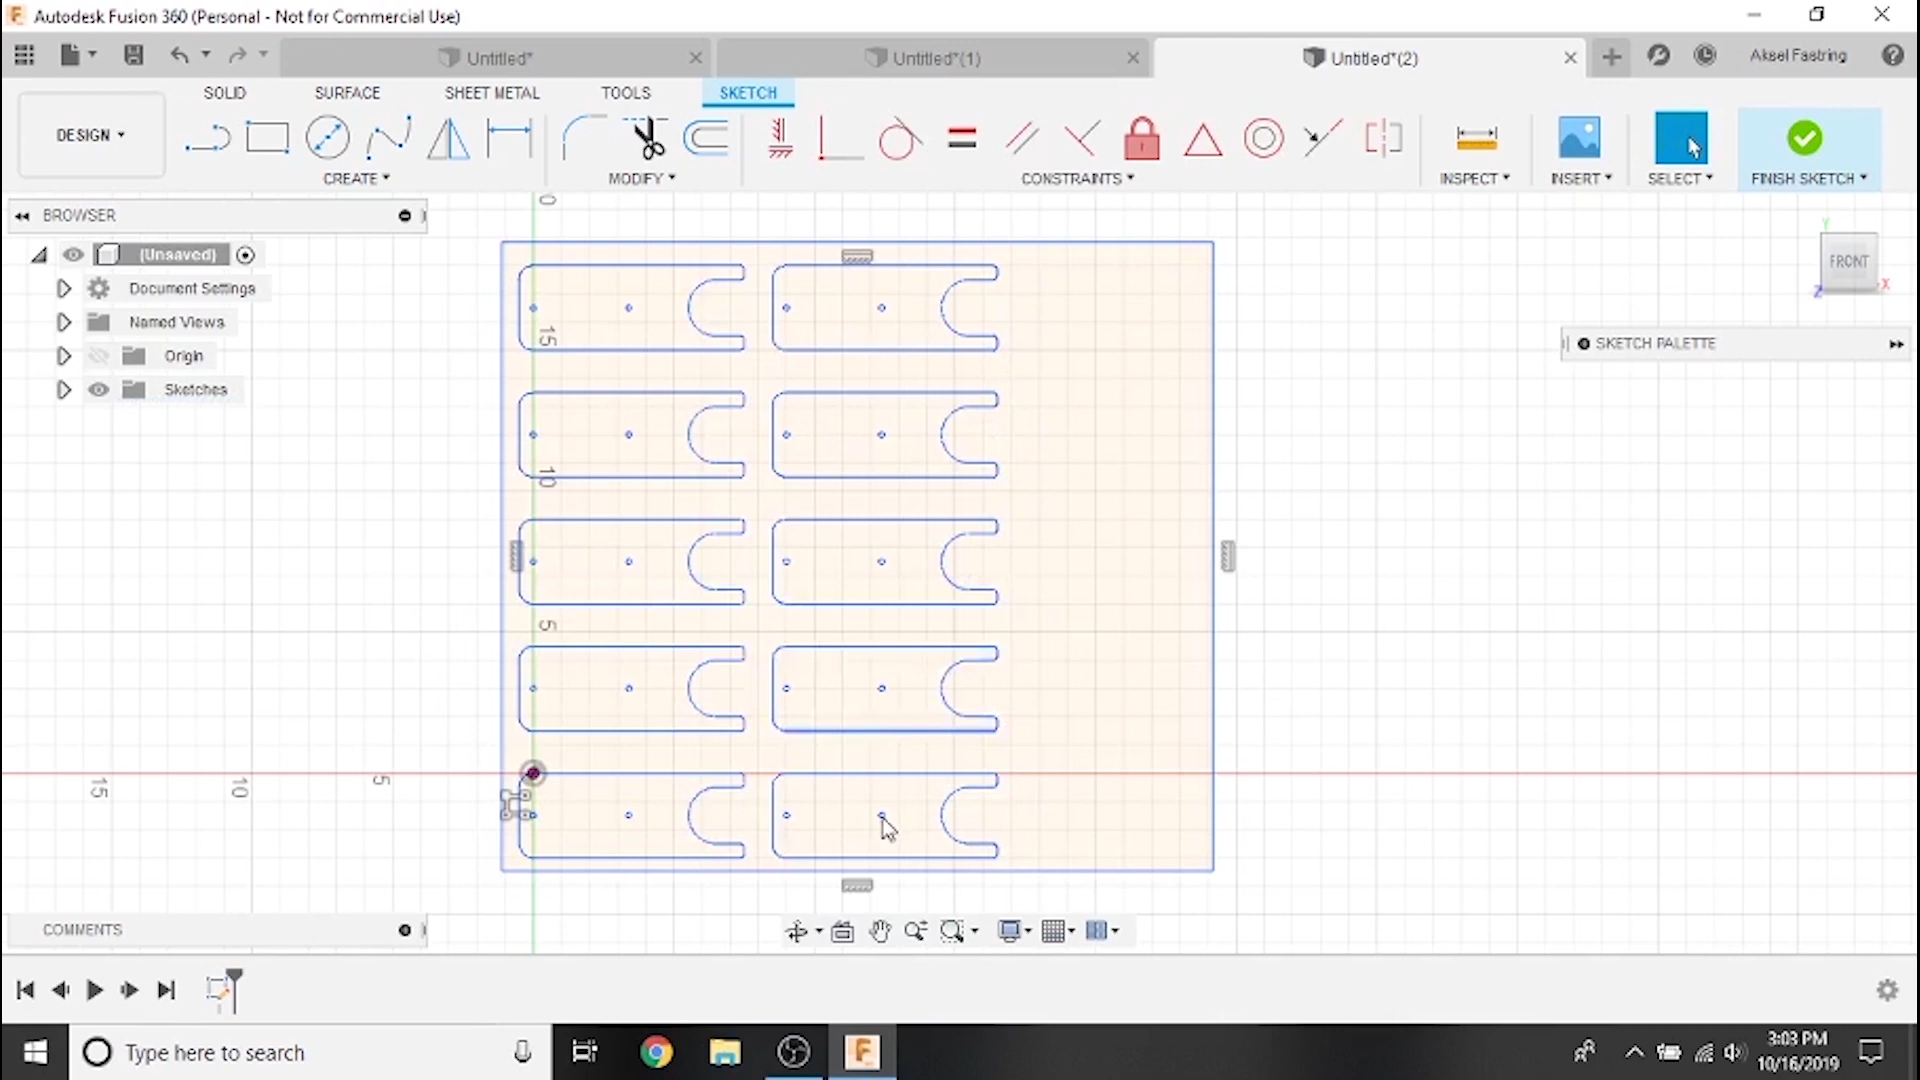 Autodesk Fusion 360 (Personal - Not for Commercial Use)
Untitled*
Untitled*(1)
Untitled*(2)
Aksel Fastring
SOLID
SURFACE
SHEET METAL
TOOLS
SKETCH
DESIGN
CREATE
MODIFY
CONSTRAINTS
INSPECT
INSERT
SELECT
FINISH SKETCH
BROWSER
(Unsaved)
Document Settings
Named Views
Origin
Sketches
0
15
10
5
15
10
5
Y
FRONT
X
Z
SKETCH PALETTE
COMMENTS
Type here to search
3:03 PM
10/16/2019